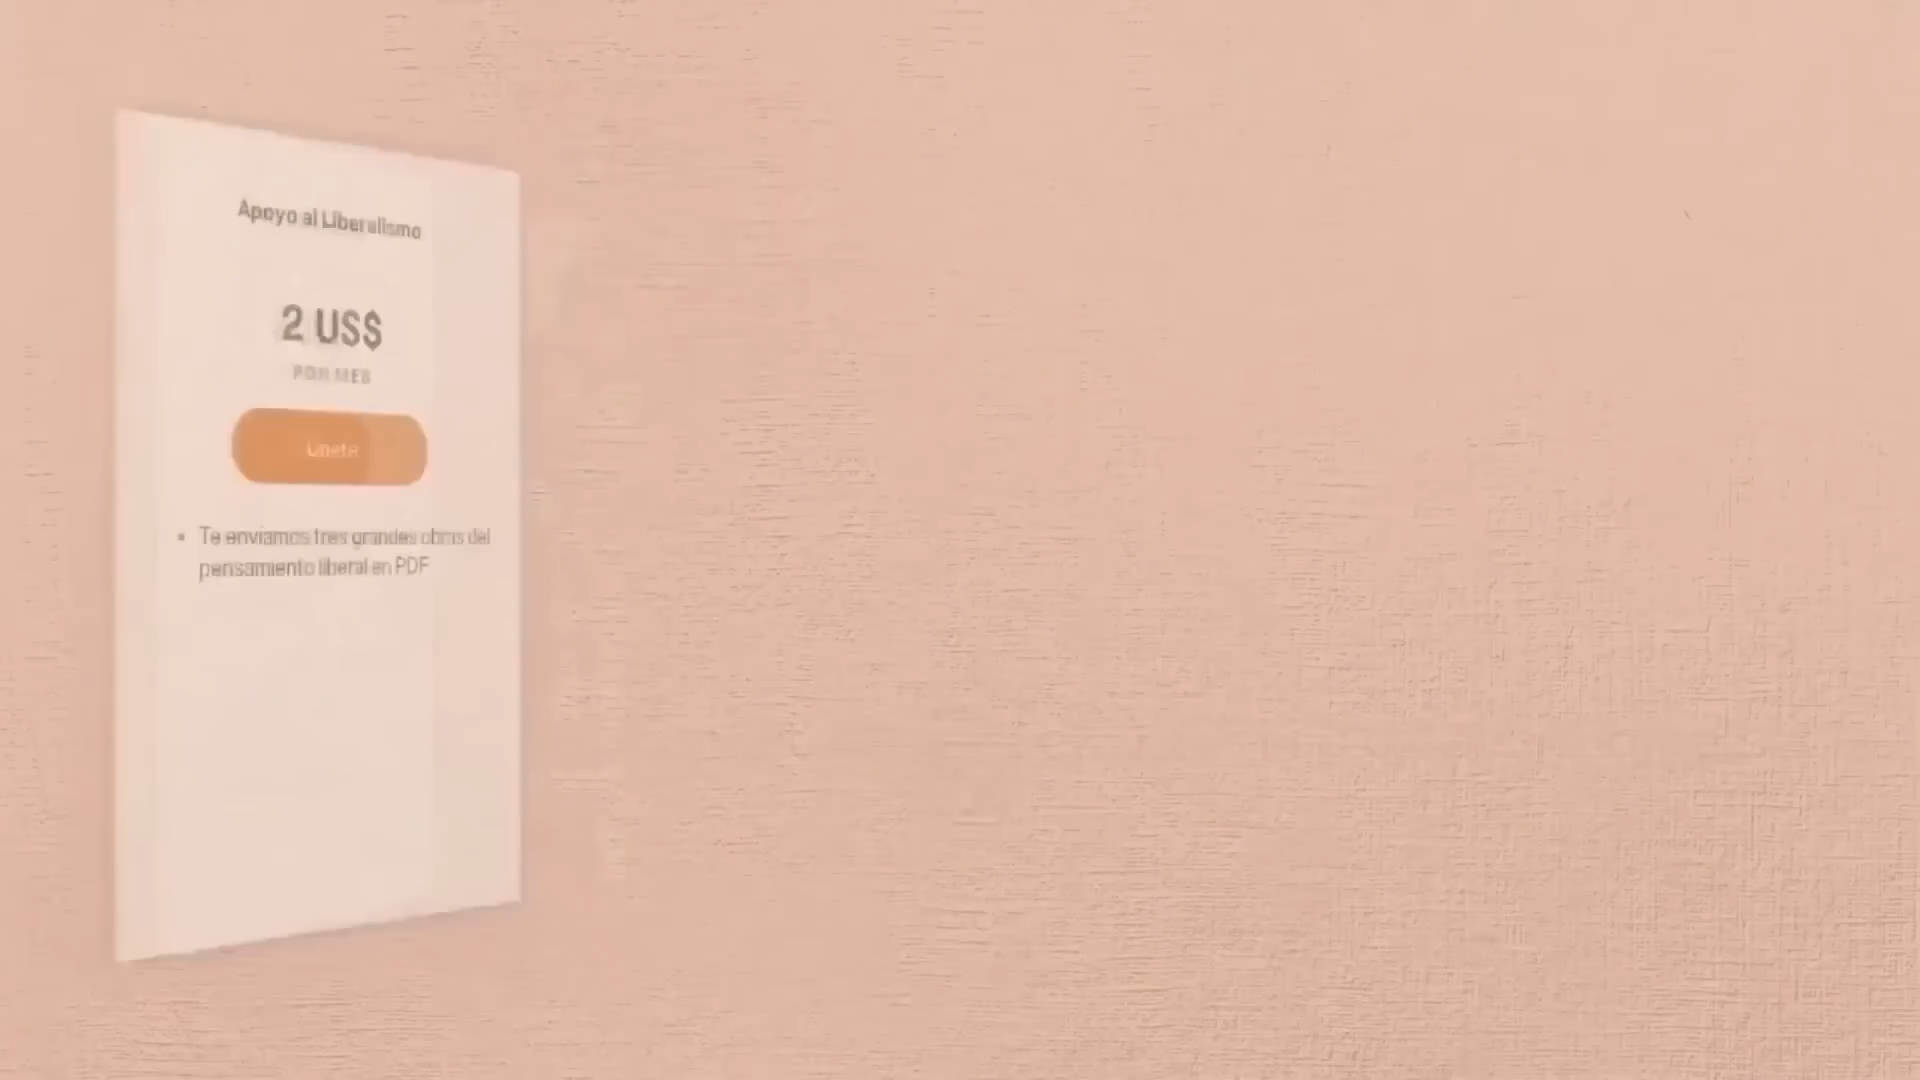 Apoyo al Liberalismo
2 US$
POR MES
Únete
Te enviamos tres grandes obras del
pensamiento liberal en PDF